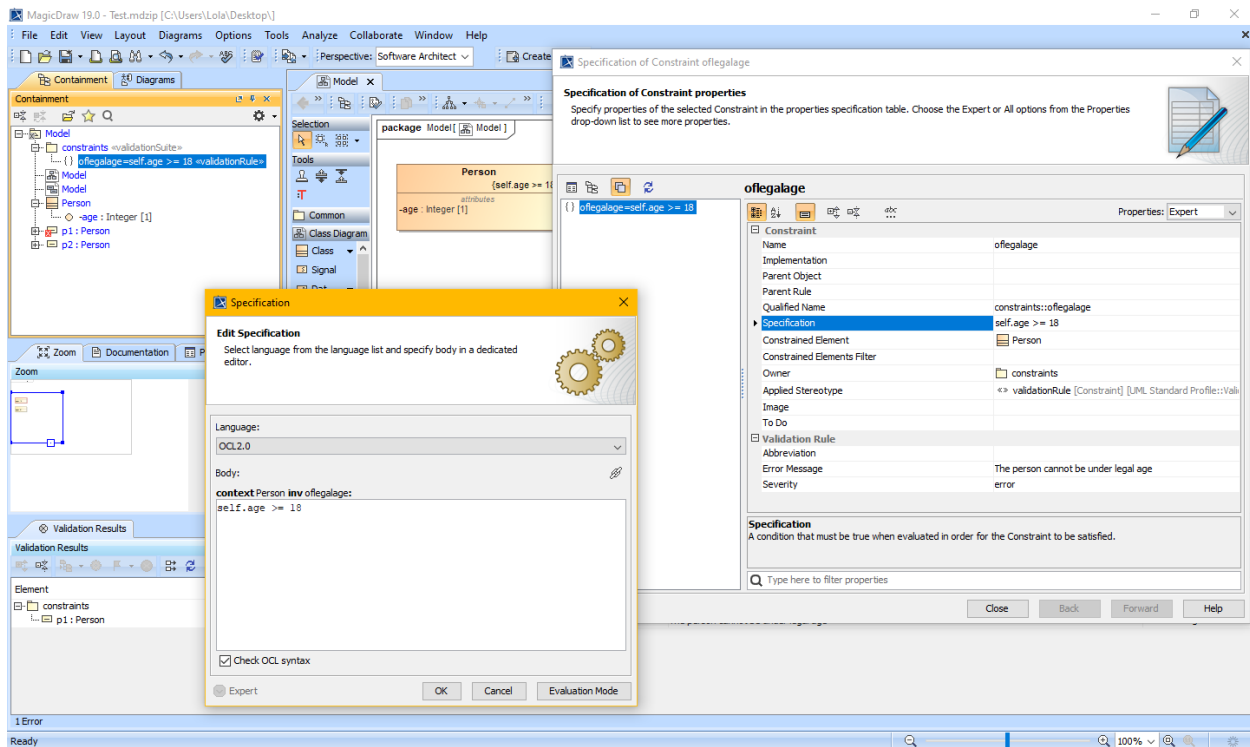 MagicDraw 19.0 - Test.mdzip [C:\Users\Lola\Desktop\]
File Edit View Layout Diagrams Options Tools Analyze Collaborate Window Help
Perspective: Software Architect
Create
Containment
Diagrams
Containment
Model
constraints «validationSuite»
{} oflegalage=self.age >= 18 «validationRule»
Model
Model
Person
-age : Integer [1]
p1 : Person
p2 : Person
Zoom
Documentation
P
Zoom
Validation Results
Validation Results
Element
constraints
p1 : Person
1 Error
Ready
100%
Model
Selection
Tools
Common
Class Diagram
Class
Signal
package Model[ Model ]
Person
{self.age >= 18
attributes
-age : Integer [1]
Specification
Edit Specification
Select language from the language list and specify body in a dedicated
editor.
Language:
OCL2.0
Body:
context Person inv oflegalage:
self.age >= 18
Check OCL syntax
Expert
OK
Cancel
Evaluation Mode
Specification of Constraint oflegalage
Specification of Constraint properties
Specify properties of the selected Constraint in the properties specification table. Choose the Expert or All options from the Properties
drop-down list to see more properties.
{} oflegalage=self.age >= 18
oflegalage
Properties: Expert
Constraint
Name oflegalage
Implementation
Parent Object
Parent Rule
Qualified Name constraints::oflegalage
Specification self.age >= 18
Constrained Element Person
Constrained Elements Filter
Owner constraints
Applied Stereotype «» validationRule [Constraint] [UML Standard Profile::Vali
Image
To Do
Validation Rule
Abbreviation
Error Message The person cannot be under legal age
Severity error
Specification
A condition that must be true when evaluated in order for the Constraint to be satisfied.
Type here to filter properties
Close
Back
Forward
Help